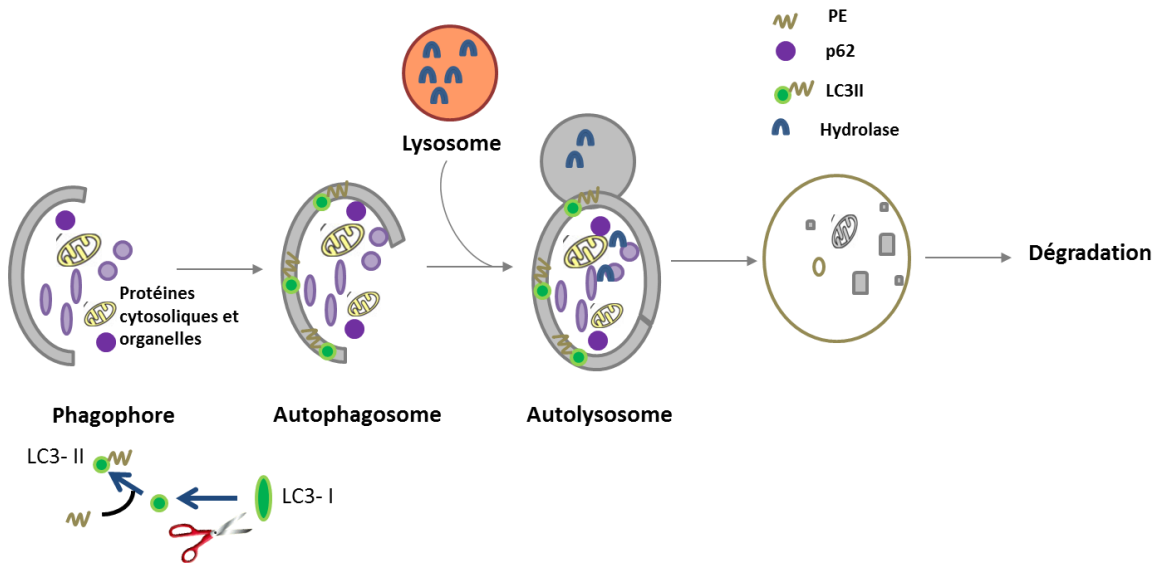 PE
p62
LC3II
Hydrolase
Lysosome
Protéines
cytosoliques et
organelles
Dégradation
Phagophore
Autophagosome
Autolysosome
LC3- II
LC3- I